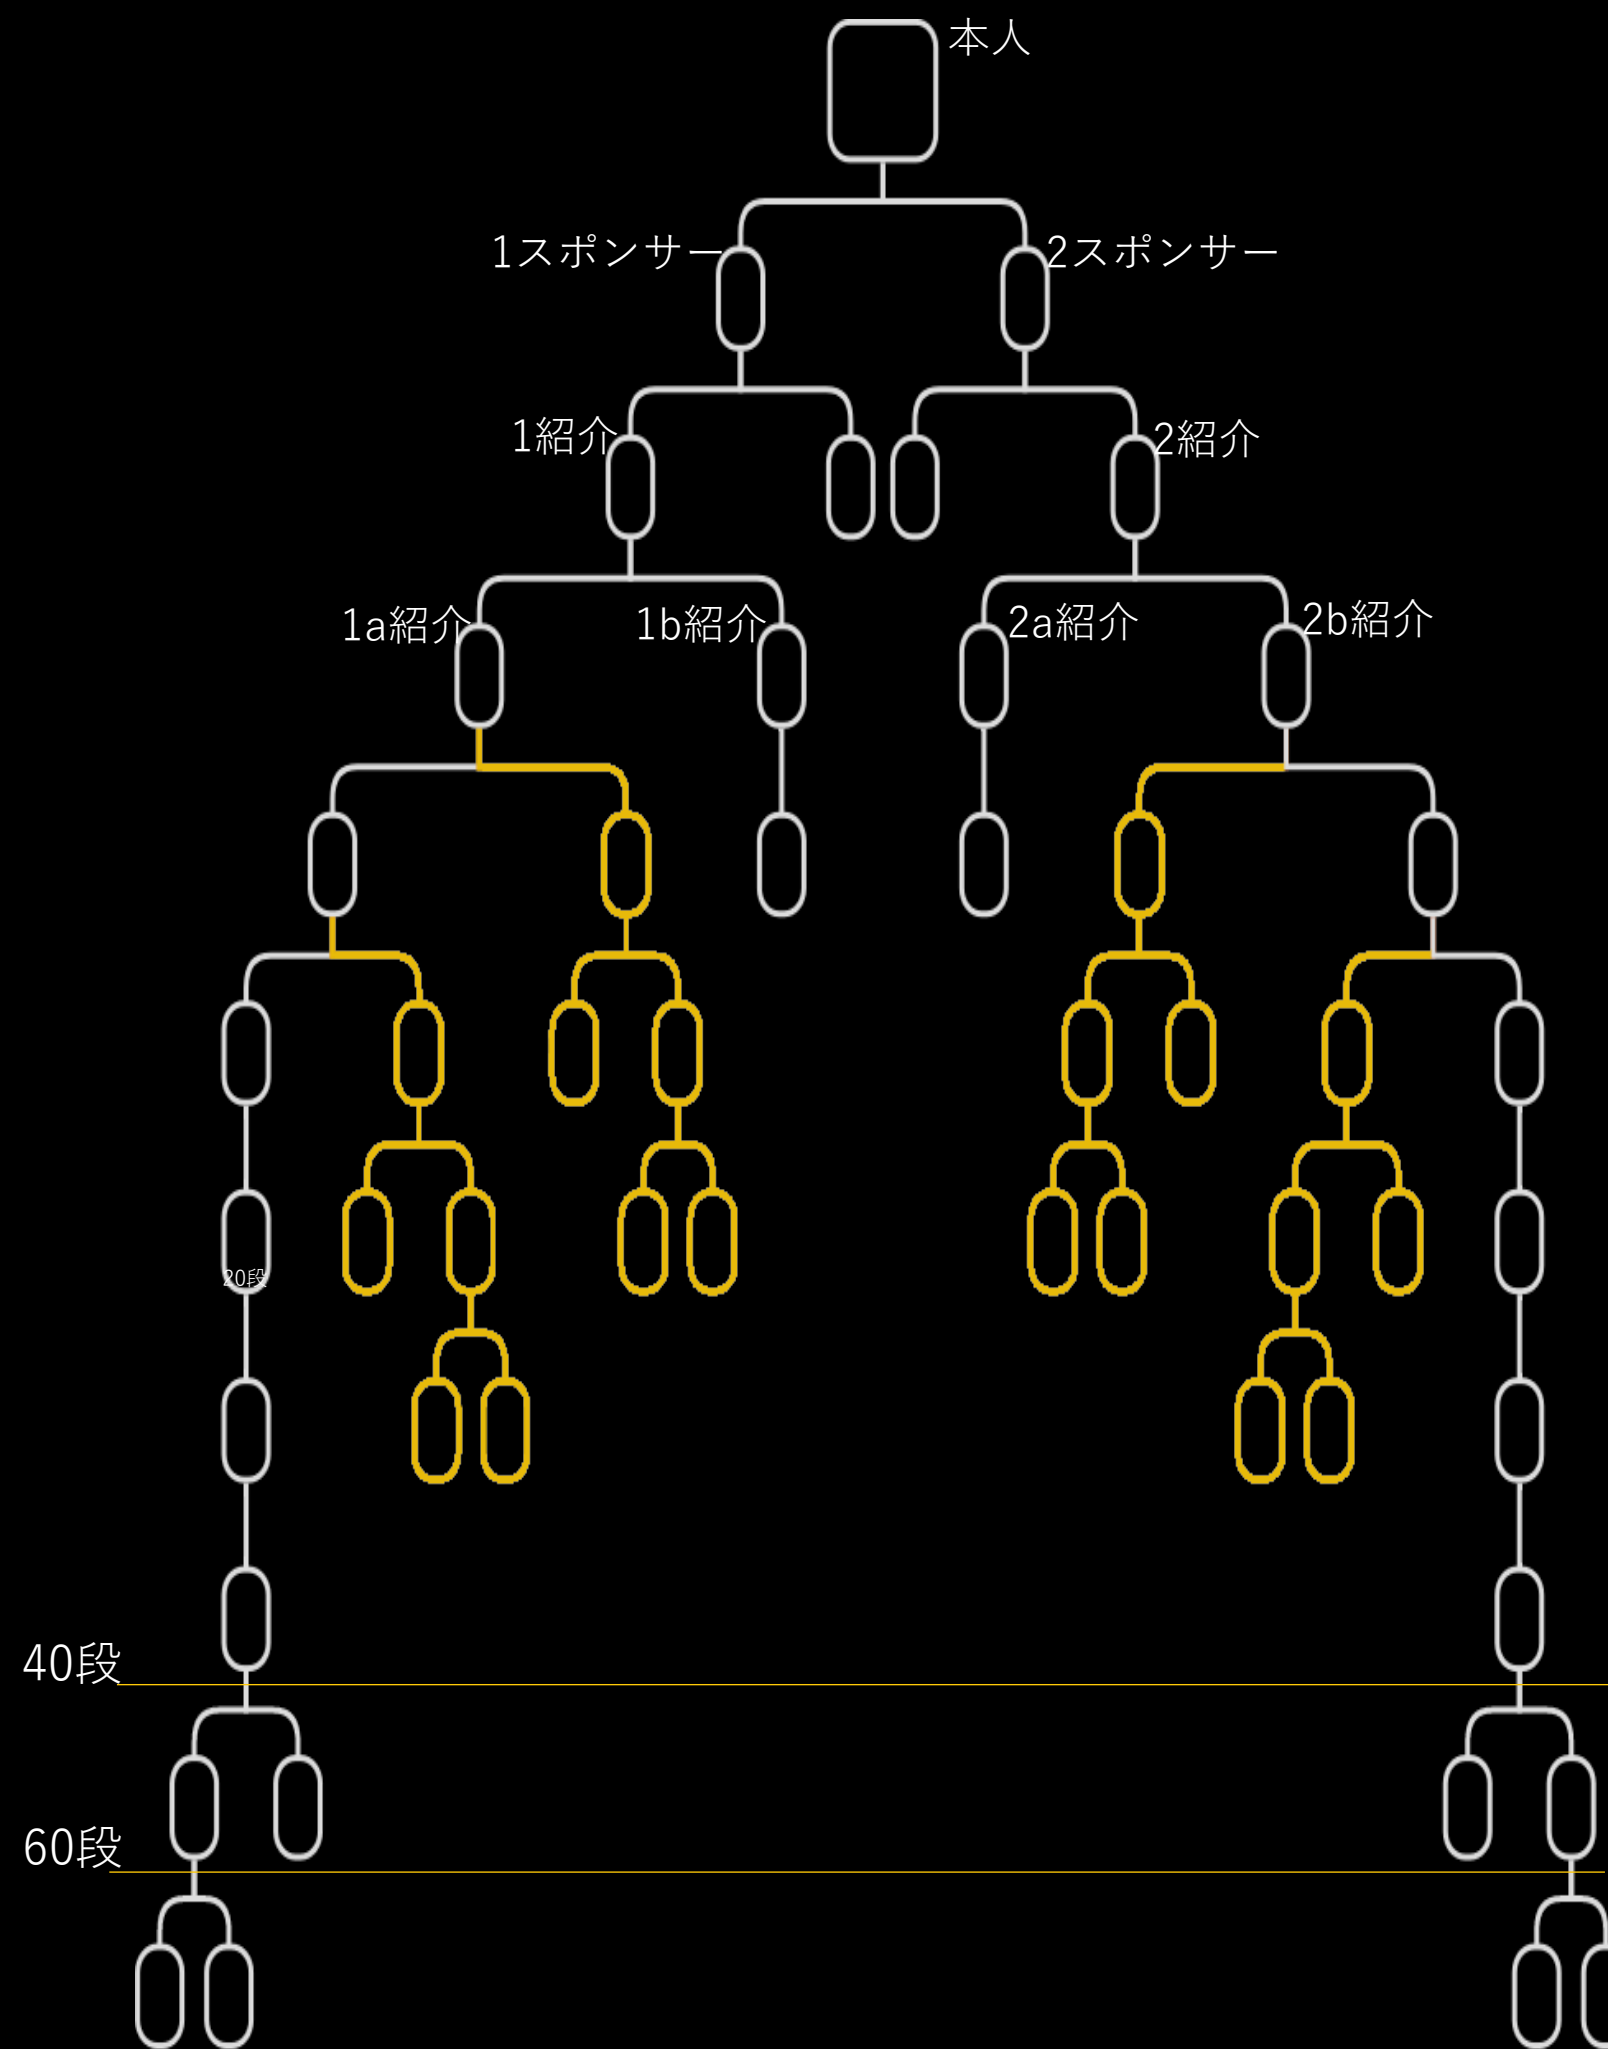 本人
1スポンサー
2スポンサー
1紹介
2紹介
1a紹介
1b紹介
2a紹介
2b紹介
20段
40段
60段